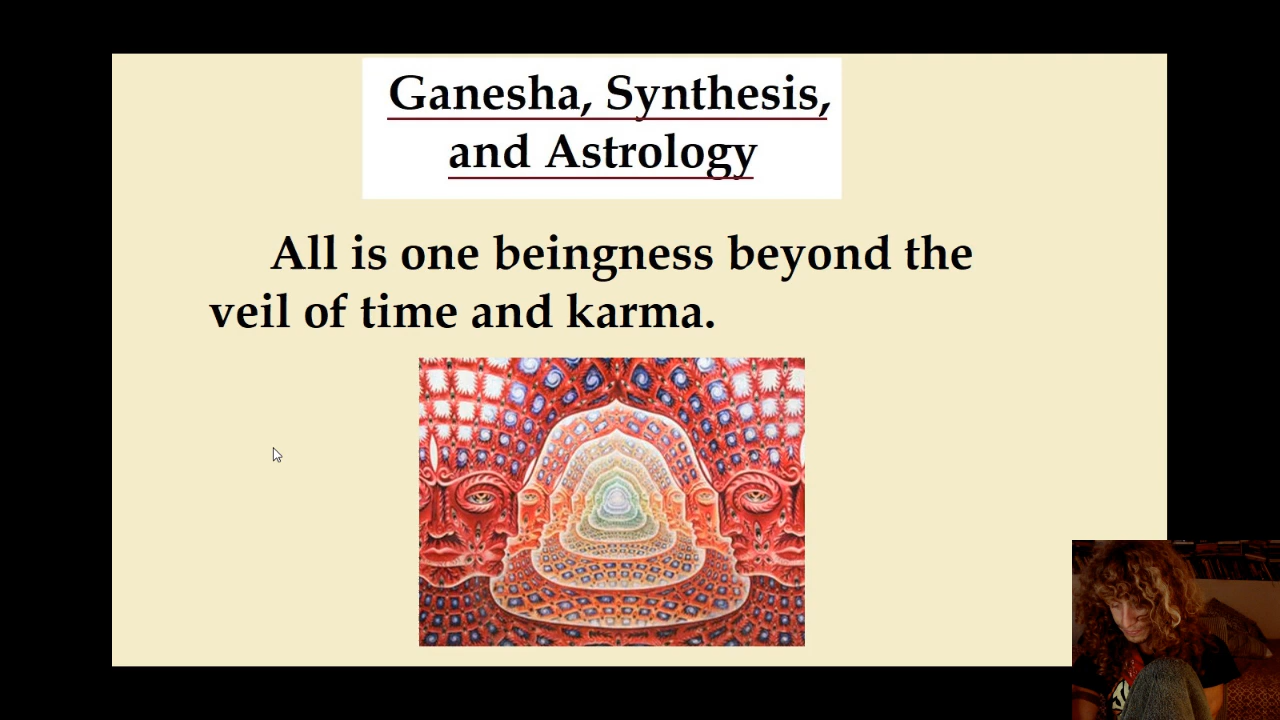 Ganesha, Synthesis,
and Astrology
All is one beingness beyond the
veil of time and karma.